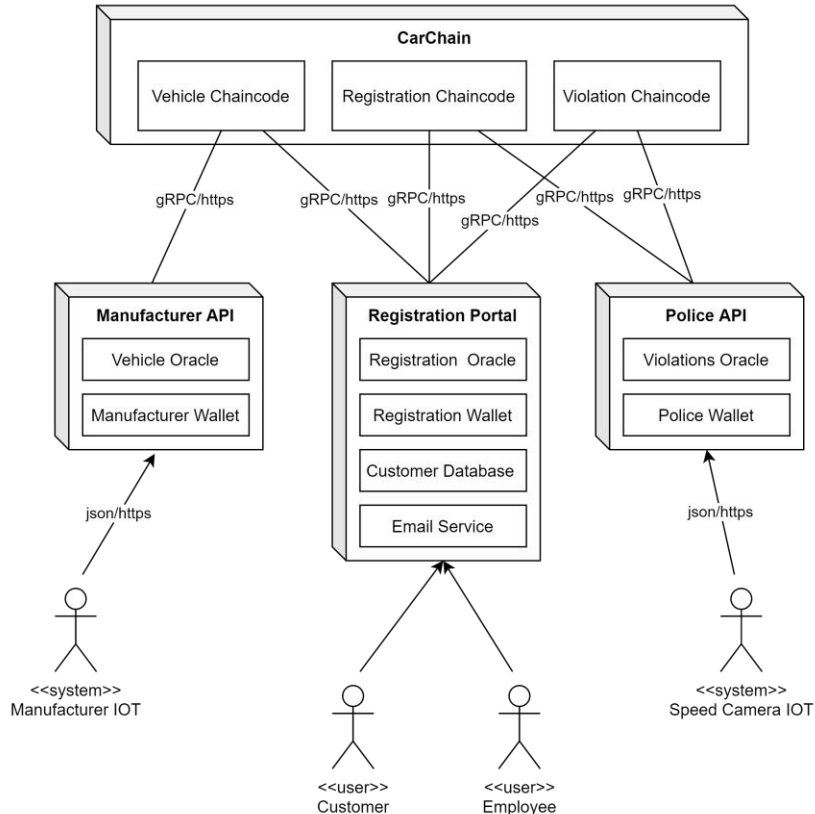 CarChain
Vehicle Chaincode
Registration Chaincode
Violation Chaincode
gRPC/https
gRPC/https
gRPC/https
gRPC/https
gRPC/https
gRPC/https
Manufacturer API
Vehicle Oracle
Manufacturer Wallet
Registration Portal
Registration Oracle
Registration Wallet
Customer Database
Email Service
Police API
Violations Oracle
Police Wallet
json/https
json/https
<<system>>
Manufacturer IOT
<<user>>
Customer
<<user>>
Employee
<<system>>
Speed Camera IOT